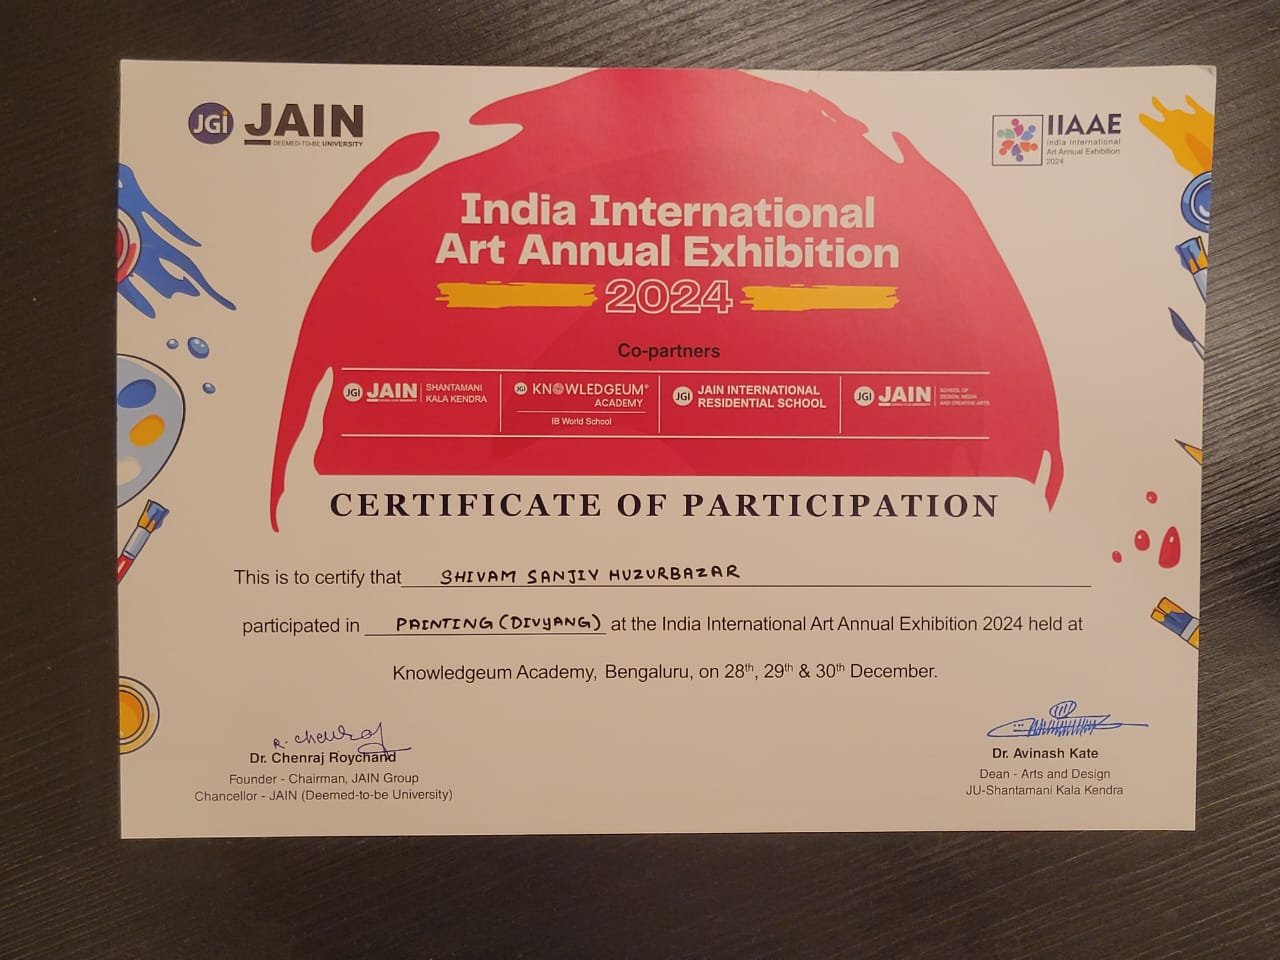 JGi JAIN
DEEMED-TO-BE UNIVERSITY
IIAAE
India International
Art Annual Exhibition
2024
India International
Art Annual Exhibition
2024
Co-partners
JGi JAIN SHANTAMANI
KALA KENDRA
JGi KNOWLEDGEUM®
ACADEMY
IB World School
JGi JAIN INTERNATIONAL
RESIDENTIAL SCHOOL
JGi JAIN SCHOOL OF
DESIGN, MEDIA
AND CREATIVE ARTS
CERTIFICATE OF PARTICIPATION
This is to certify that SHIVAM SANJIV HUZURBAZAR
participated in PAINTING (DIVYANG) at the India International Art Annual Exhibition 2024 held at
Knowledgeum Academy, Bengaluru, on 28th, 29th & 30th December.
R. Chenraj
Dr. Chenraj Roychand
Founder - Chairman, JAIN Group
Chancellor - JAIN (Deemed-to-be University)
Dr. Avinash Kate
Dean - Arts and Design
JU-Shantamani Kala Kendra